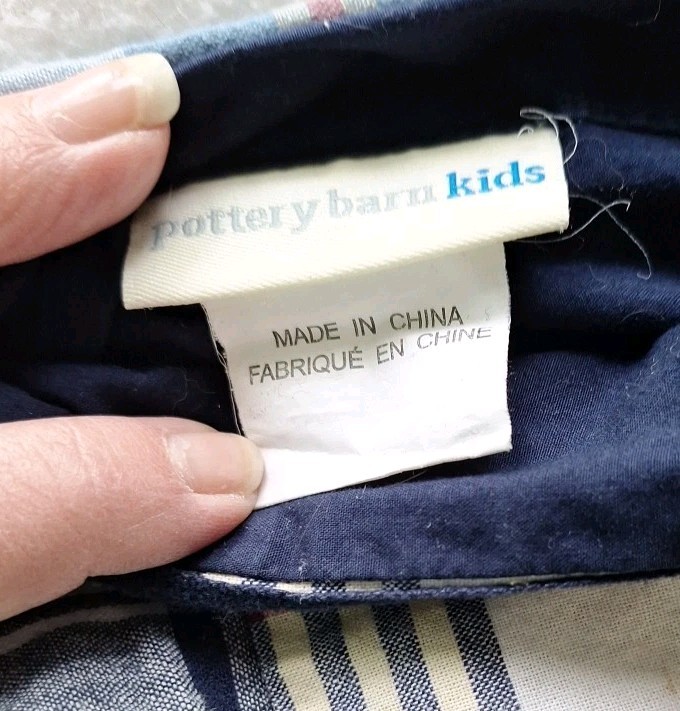 pottery barn kids
MADE IN CHINA
FABRIQUÉ EN CHINE